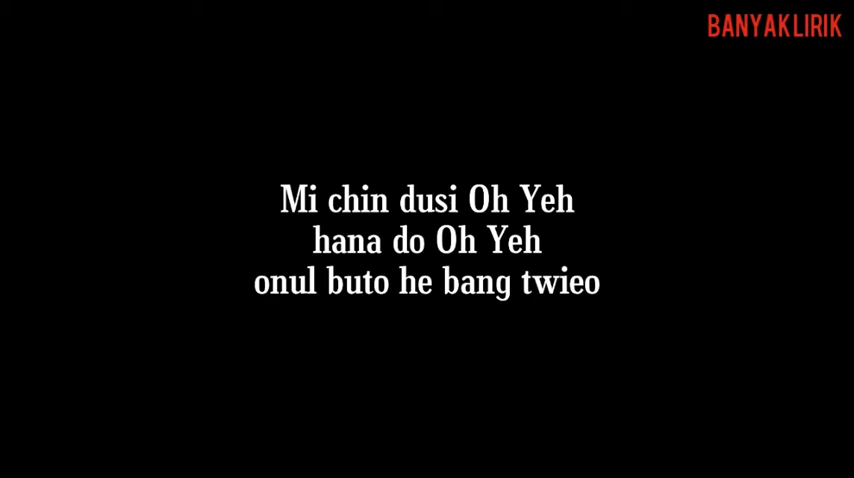 BANYAKLIRIK
Mi chin dusi Oh Yeh
hana do Oh Yeh
onul buto he bang twieo